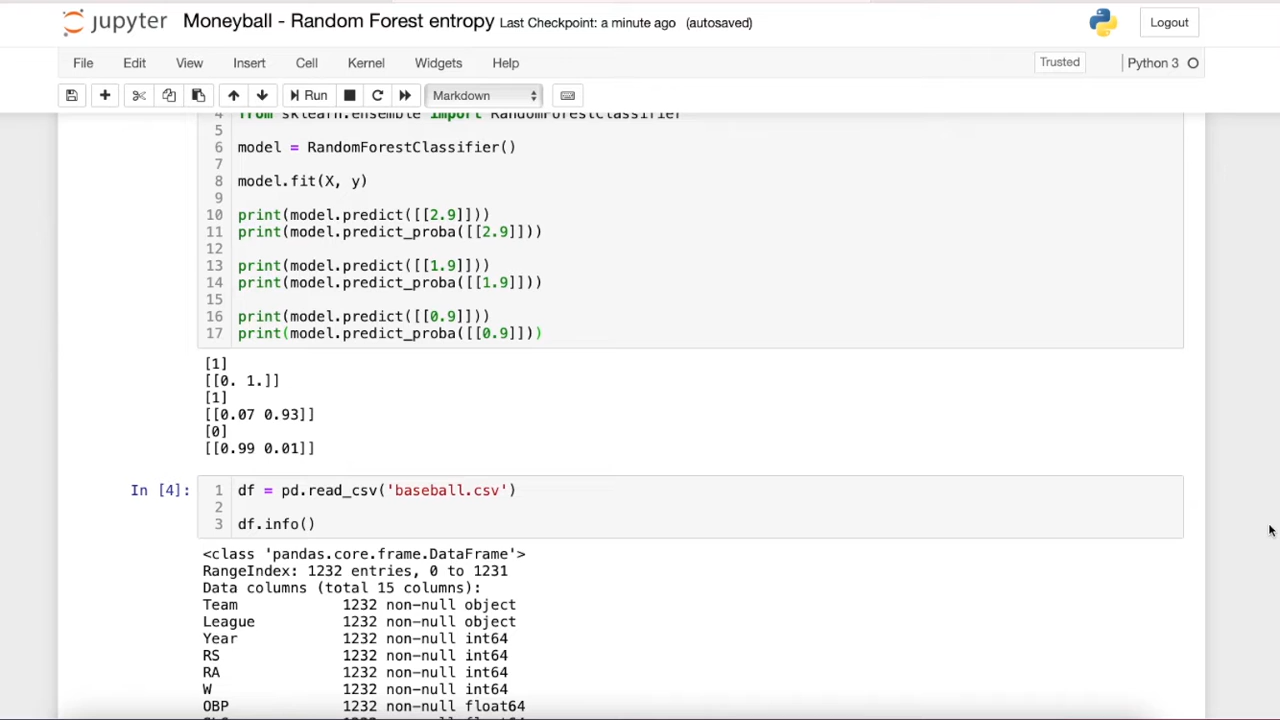 jupyter Moneyball - Random Forest entropy Last Checkpoint: a minute ago (autosaved) Logout
File Edit View Insert Cell Kernel Widgets Help Trusted Python 3
Run Markdown
4 from sklearn.ensemble import RandomForestClassifier
5
6 model = RandomForestClassifier()
7
8 model.fit(X, y)
9
10 print(model.predict([[2.9]]))
11 print(model.predict_proba([[2.9]]))
12
13 print(model.predict([[1.9]]))
14 print(model.predict_proba([[1.9]]))
15
16 print(model.predict([[0.9]]))
17 print(model.predict_proba([[0.9]]))
[1]
[[0. 1.]]
[1]
[[0.07 0.93]]
[0]
[[0.99 0.01]]
In [4]: 1 df = pd.read_csv('baseball.csv')
2
3 df.info()
<class 'pandas.core.frame.DataFrame'>
RangeIndex: 1232 entries, 0 to 1231
Data columns (total 15 columns):
Team 1232 non-null object
League 1232 non-null object
Year 1232 non-null int64
RS 1232 non-null int64
RA 1232 non-null int64
W 1232 non-null int64
OBP 1232 non-null float64